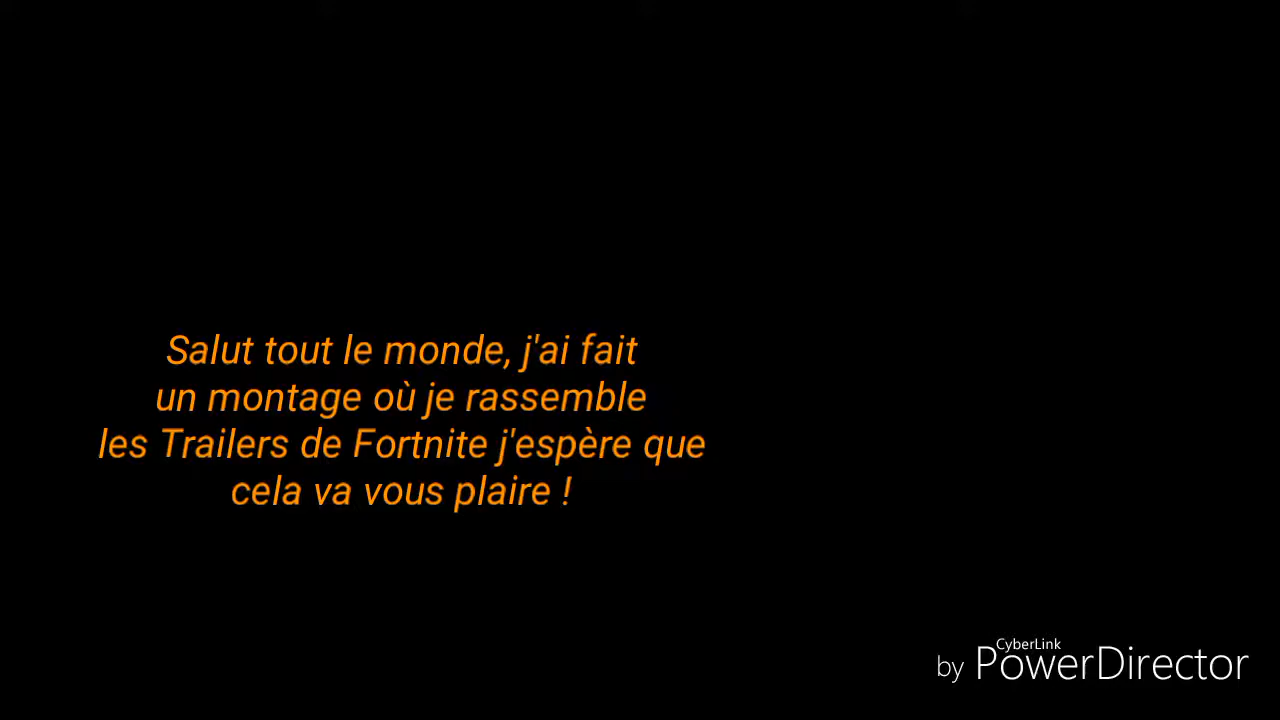 Salut tout le monde, j'ai fait
un montage où je rassemble
les Trailers de Fortnite j'espère que
cela va vous plaire !
CyberLink
by PowerDirector